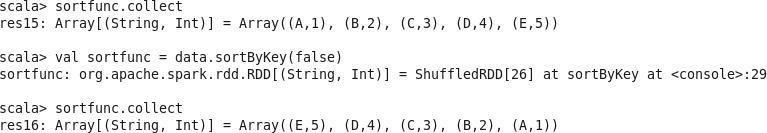 scala> sortfunc.collect
res15: Array[(String, Int)] = Array((A,1), (B,2), (C,3), (D,4), (E,5))
scala> val sortfunc = data.sortByKey(false)
sortfunc: org.apache.spark.rdd.RDD[(String, Int)] = ShuffledRDD[26] at sortByKey at <console>:29
scala> sortfunc.collect
res16: Array[(String, Int)] = Array((E,5), (D,4), (C,3), (B,2), (A,1))